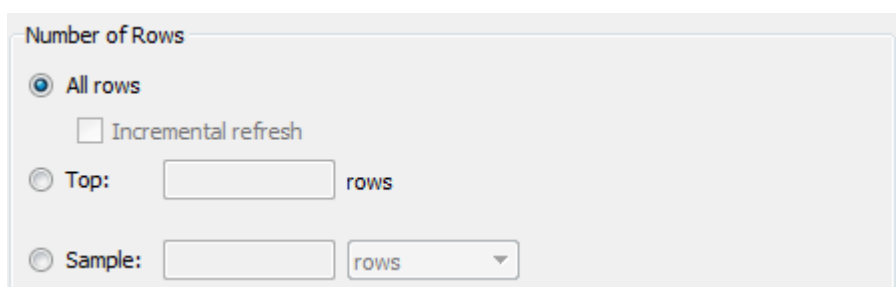 Number of Rows
All rows
Incremental refresh
Top: rows
Sample: rows